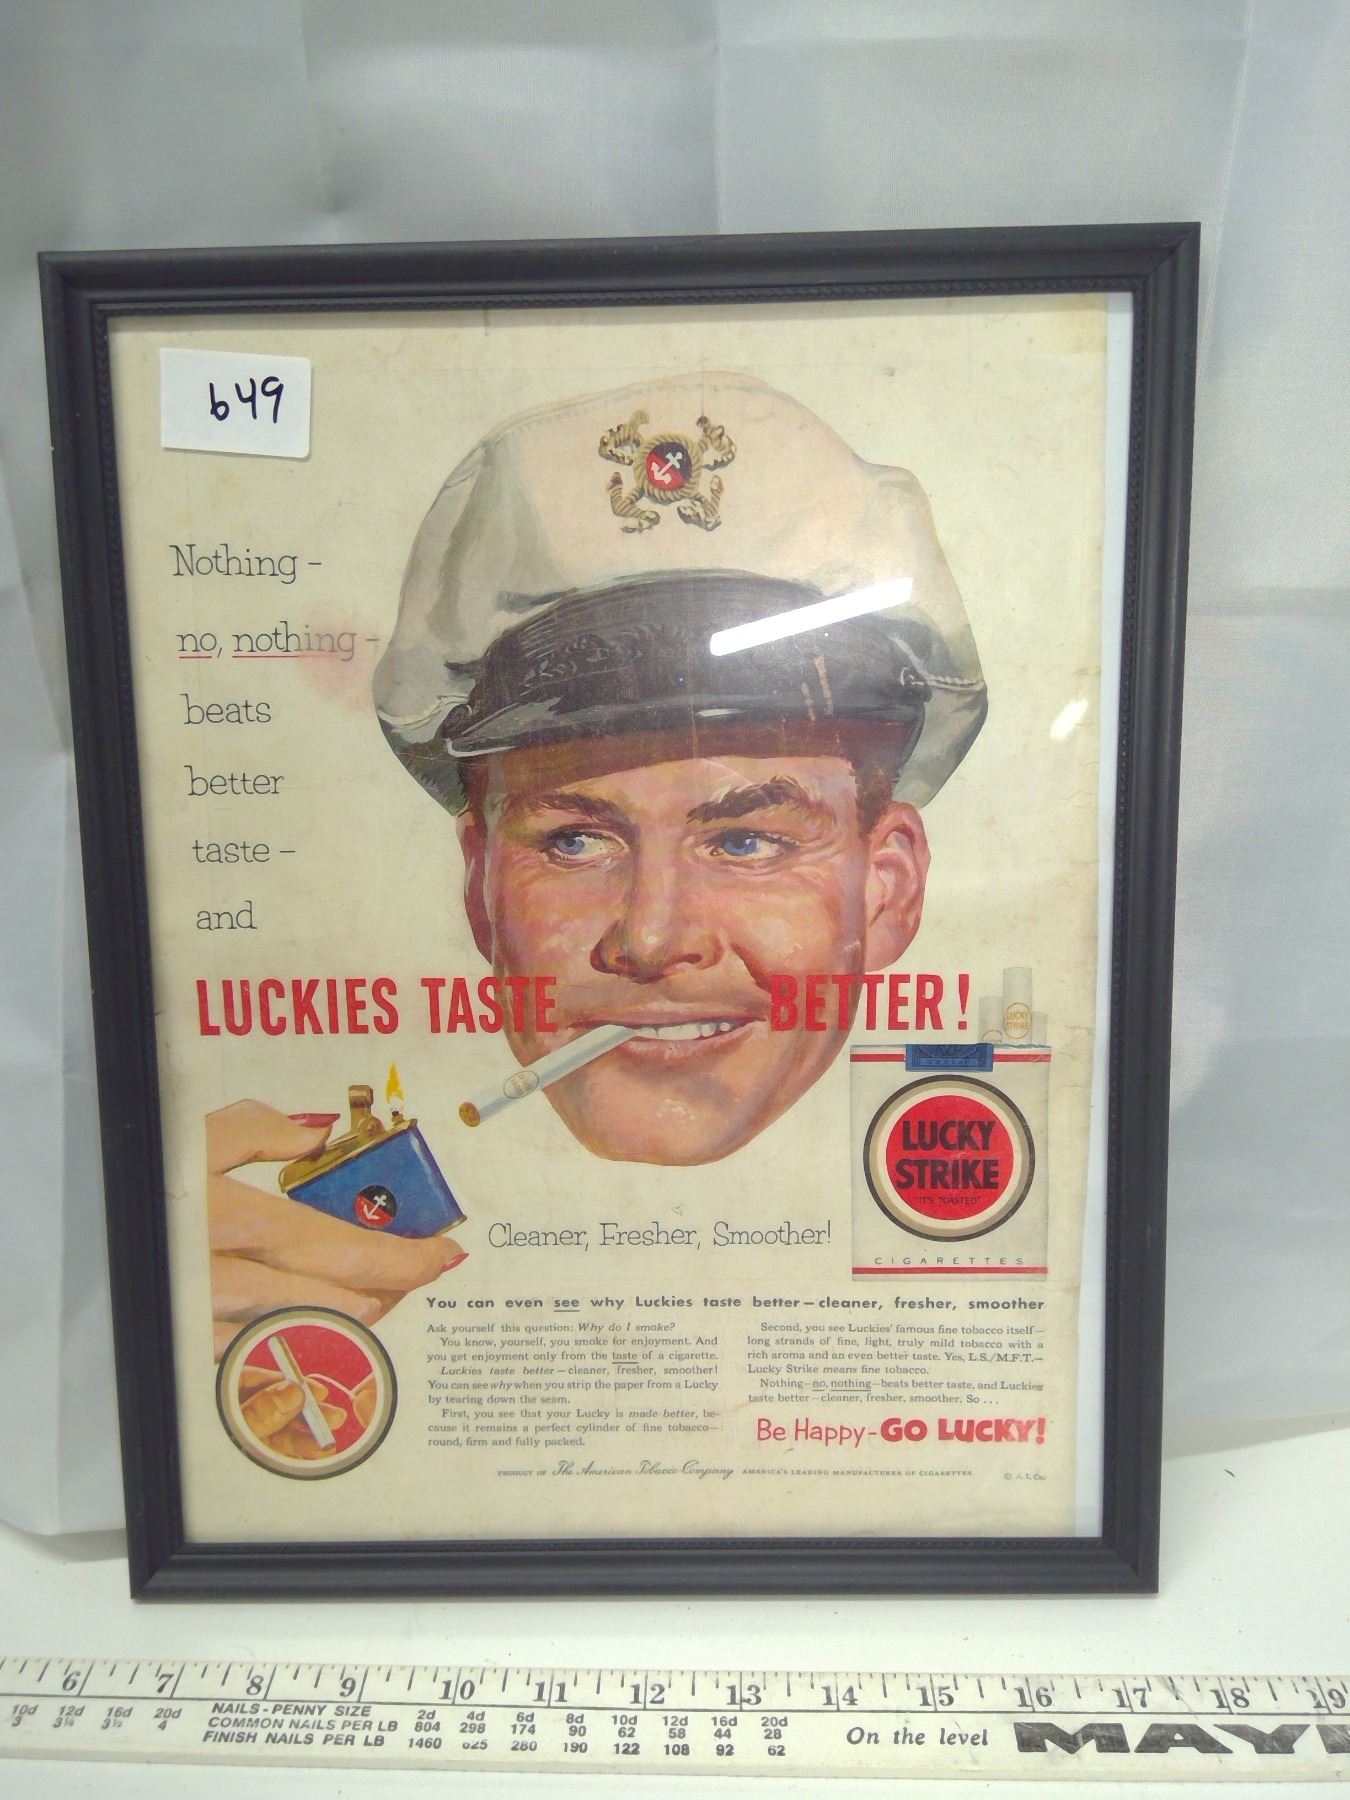 649
Nothing –
no, nothing –
beats
better
taste –
and
LUCKIES TASTE BETTER!
LUCKY
STRIKE
LUCKY
STRIKE
"IT'S TOASTED"
CIGARETTES
Cleaner, Fresher, Smoother!
You can even see why Luckies taste better—cleaner, fresher, smoother
Ask yourself this question: Why do I smoke?
You know, yourself, you smoke for enjoyment. And
you get enjoyment only from the taste of a cigarette.
Luckies taste better—cleaner, fresher, smoother!
You can see why when you strip the paper from a Lucky
by tearing down the seam.
First, you see that your Lucky is made better, be-
cause it remains a perfect cylinder of fine tobacco—
round, firm and fully packed.
Second, you see Luckies' famous fine tobacco itself—
long strands of fine, light, truly mild tobacco with a
rich aroma and an even better taste. Yes, L.S./M.F.T.—
Lucky Strike means fine tobacco.
Nothing—no, nothing—beats better taste, and Luckies
taste better—cleaner, fresher, smoother. So . . .
Be Happy-GO LUCKY!
PRODUCT OF The American Tobacco Company AMERICA'S LEADING MANUFACTURER OF CIGARETTES
6 7 8 9 10 11 12 13 14 15 16 17 18 19
10d 12d 16d 20d NAILS - PENNY SIZE 2d 4d 6d 8d 10d 12d 16d 20d
3 3¼ 3½ 4 COMMON NAILS PER LB 804 298 174 90 62 58 44 28
FINISH NAILS PER LB 1460 625 280 190 122 108 92 62
On the level MAY